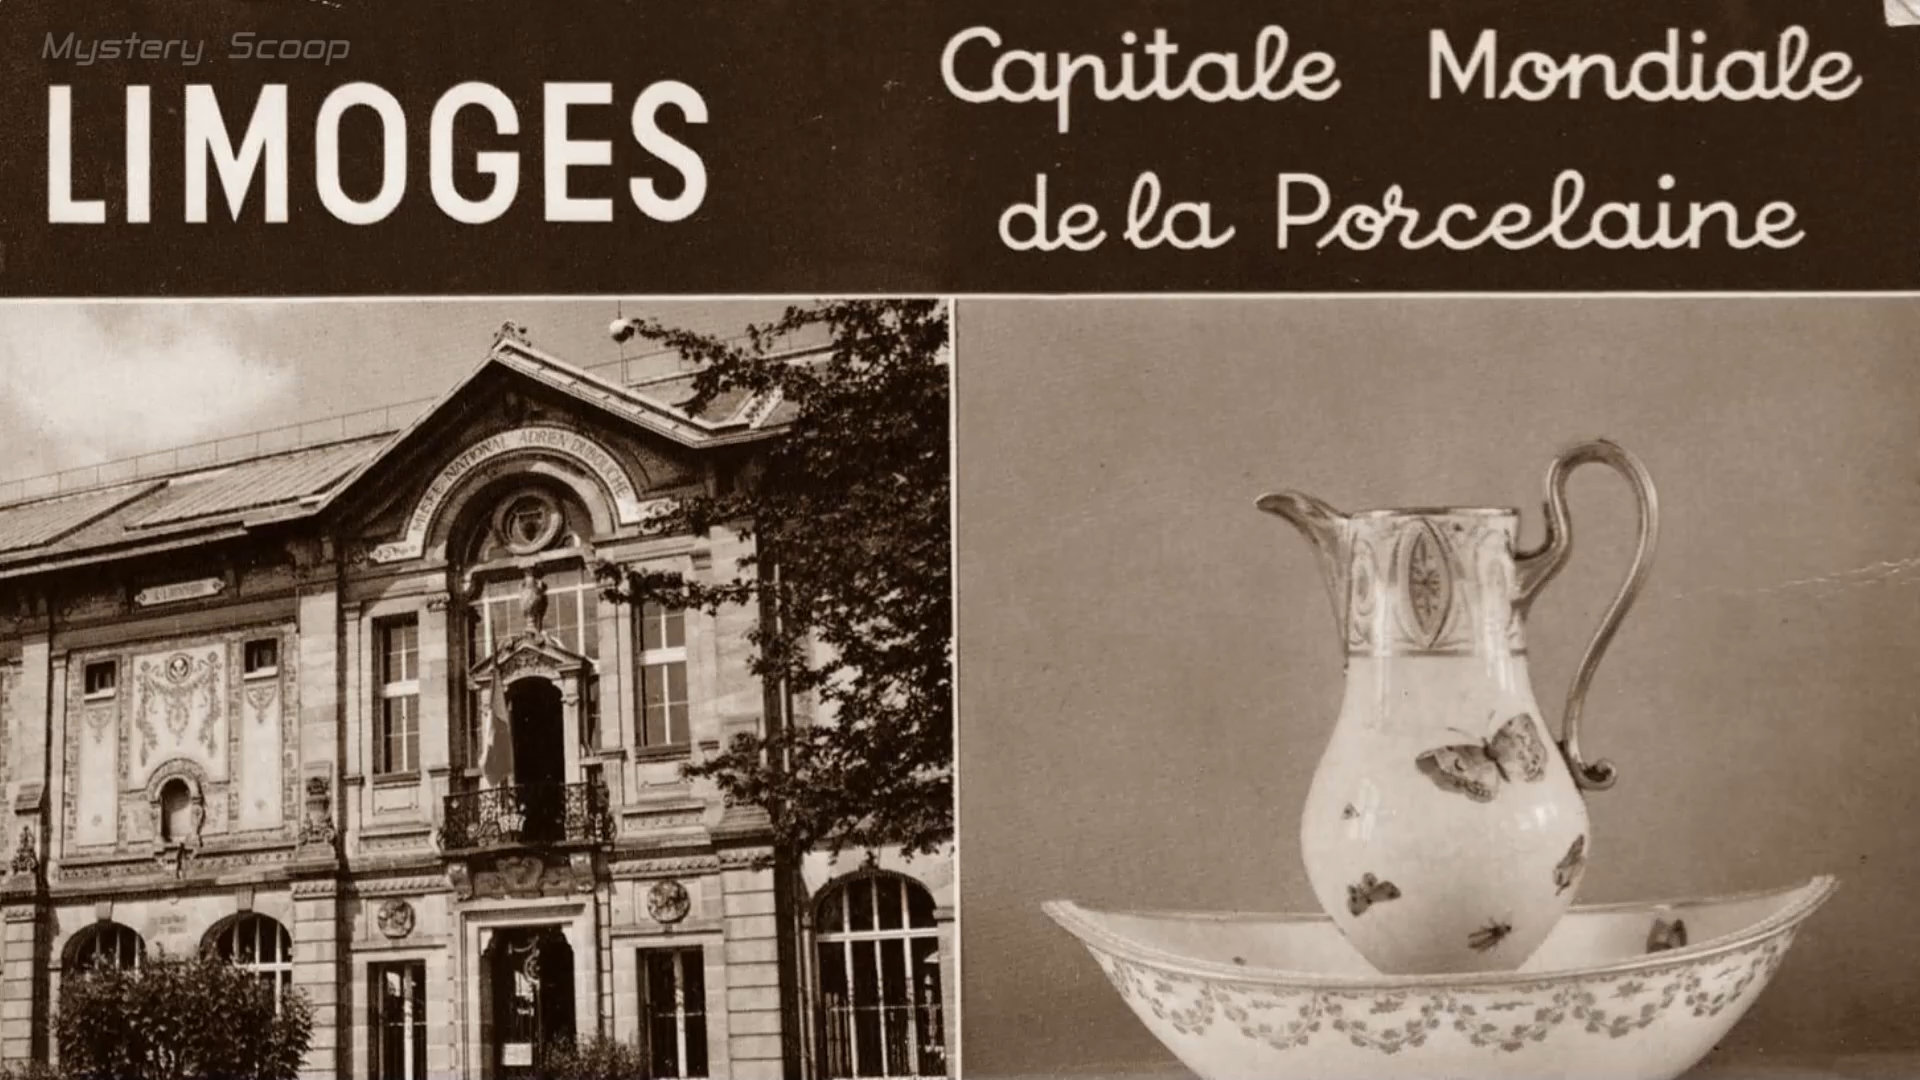 Mystery Scoop
LIMOGES
Capitale Mondiale
de la Porcelaine
MUSÉE NATIONAL ADRIEN DUBOUCHÉ